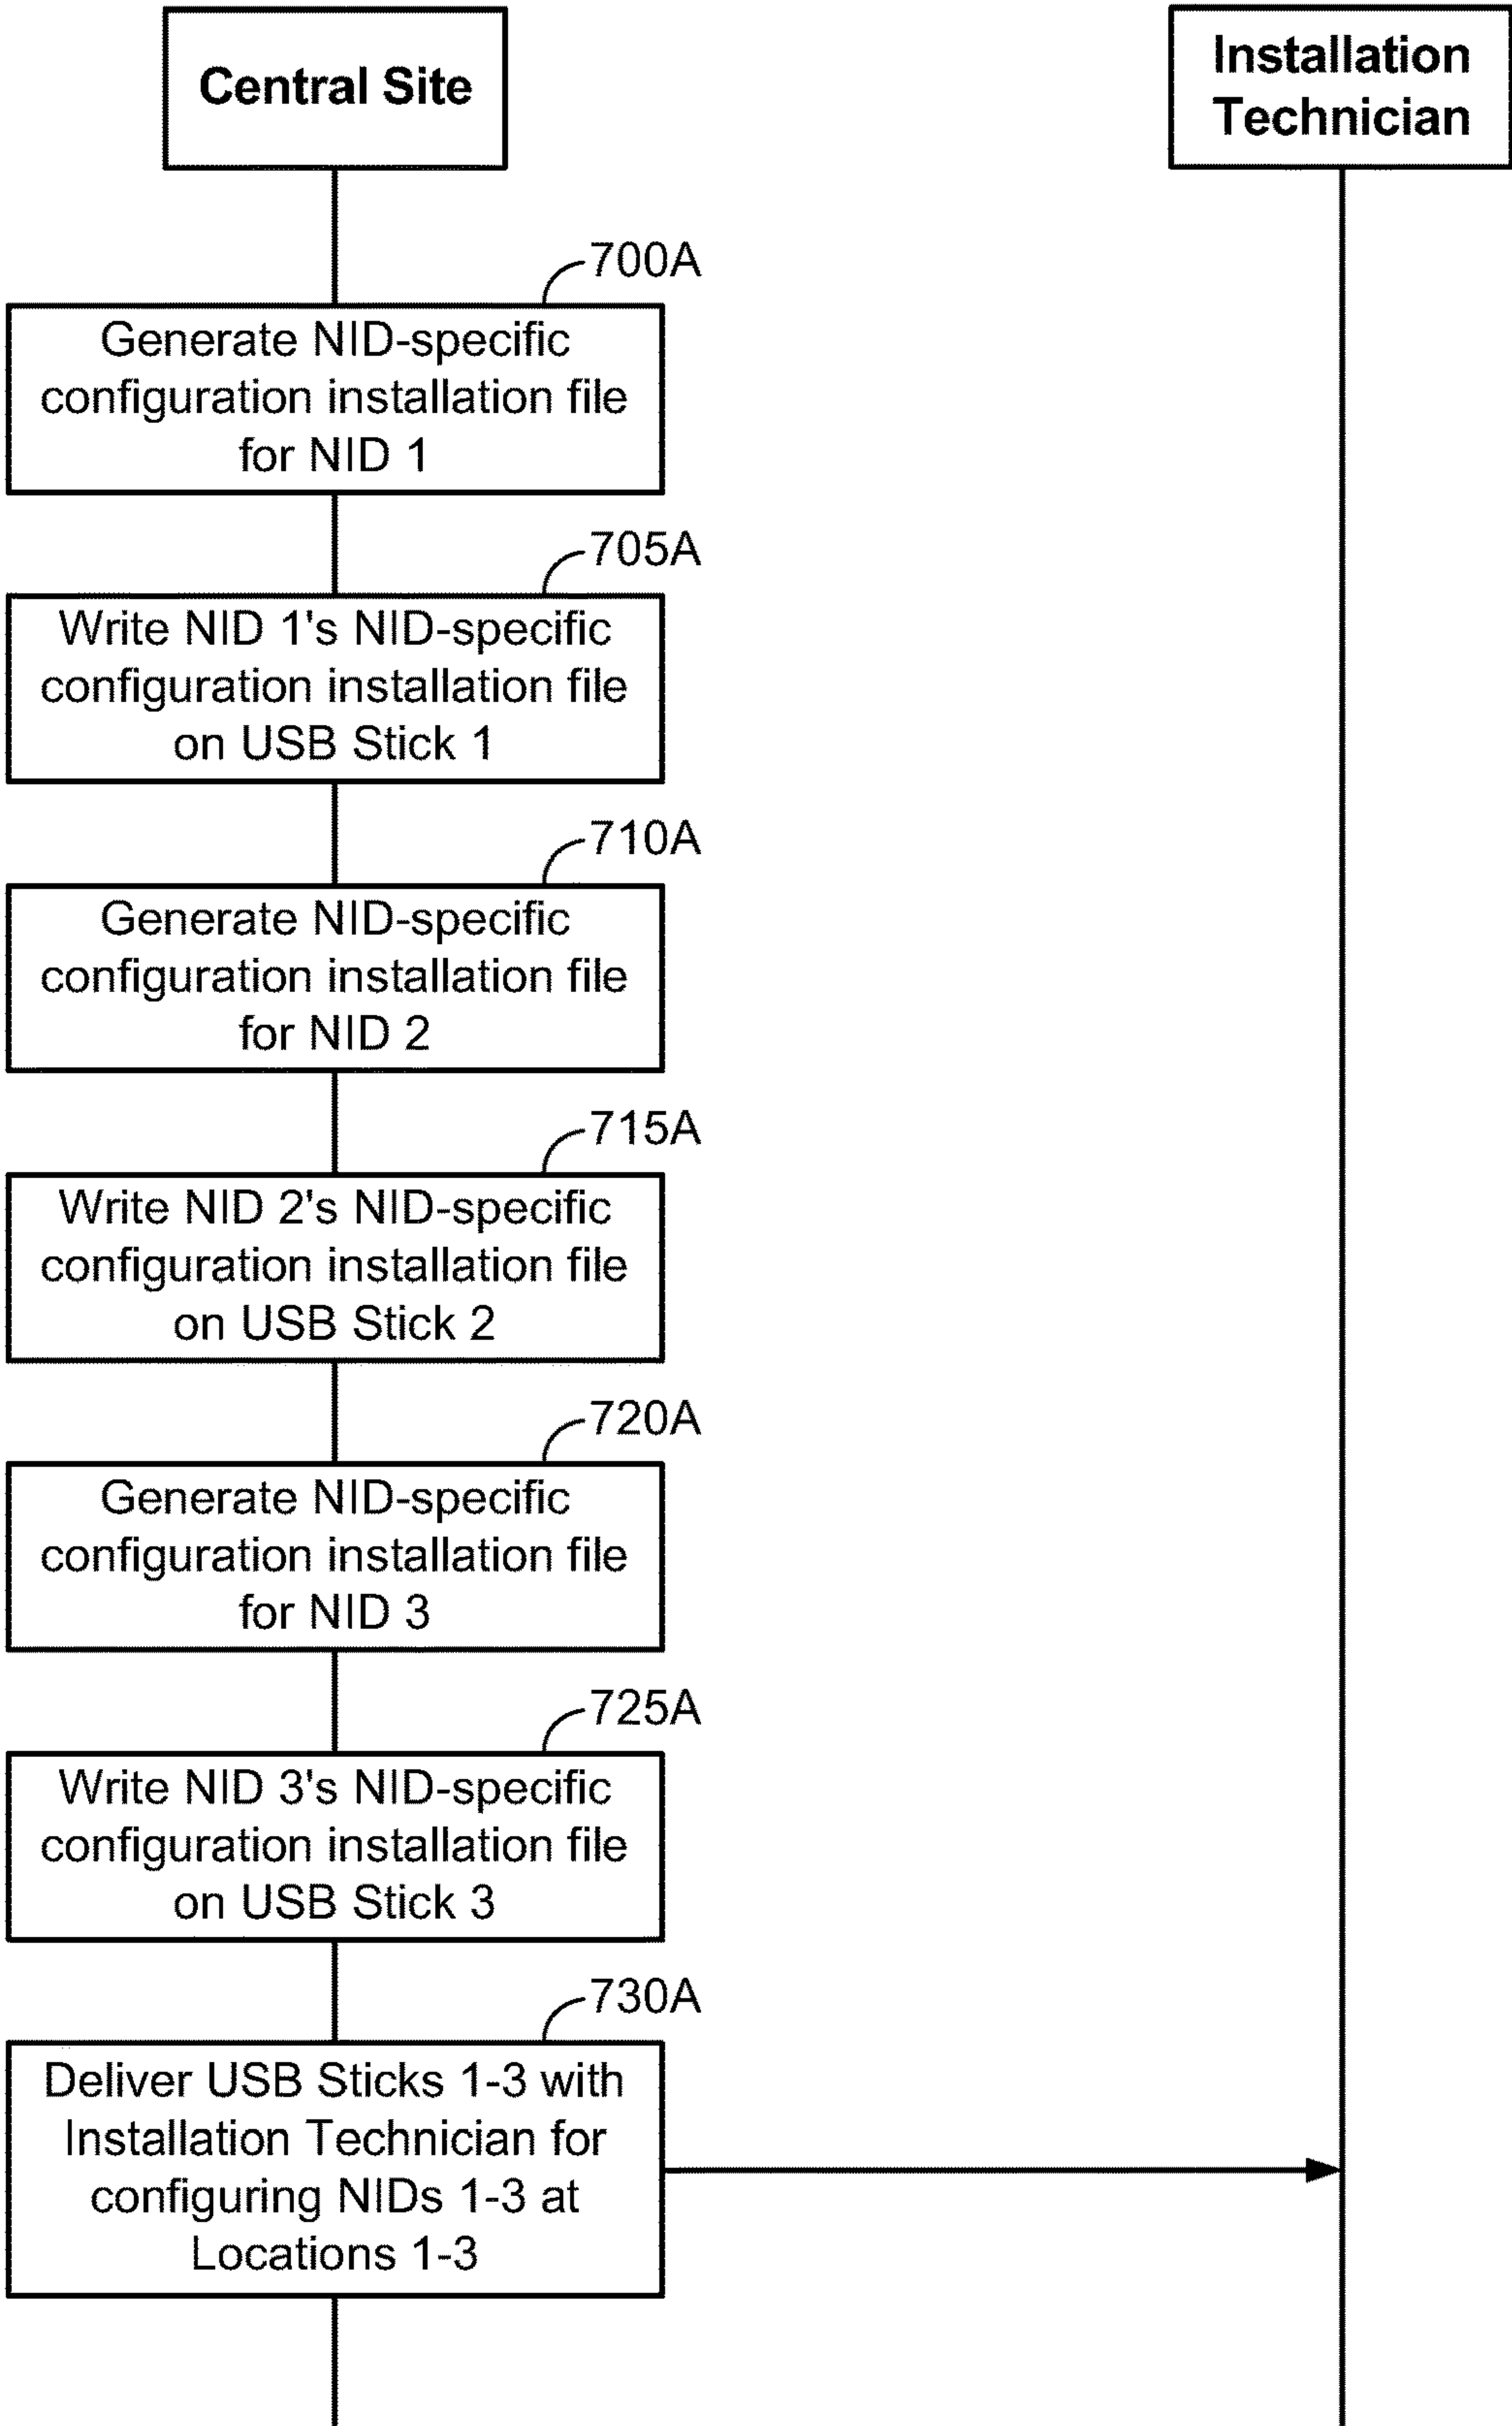 Central Site
Installation
Technician
700A
Generate NID-specific
configuration installation file
for NID 1
705A
Write NID 1's NID-specific
configuration installation file
on USB Stick 1
710A
Generate NID-specific
configuration installation file
for NID 2
715A
Write NID 2's NID-specific
configuration installation file
on USB Stick 2
720A
Generate NID-specific
configuration installation file
for NID 3
725A
Write NID 3's NID-specific
configuration installation file
on USB Stick 3
730A
Deliver USB Sticks 1-3 with
Installation Technician for
configuring NIDs 1-3 at
Locations 1-3